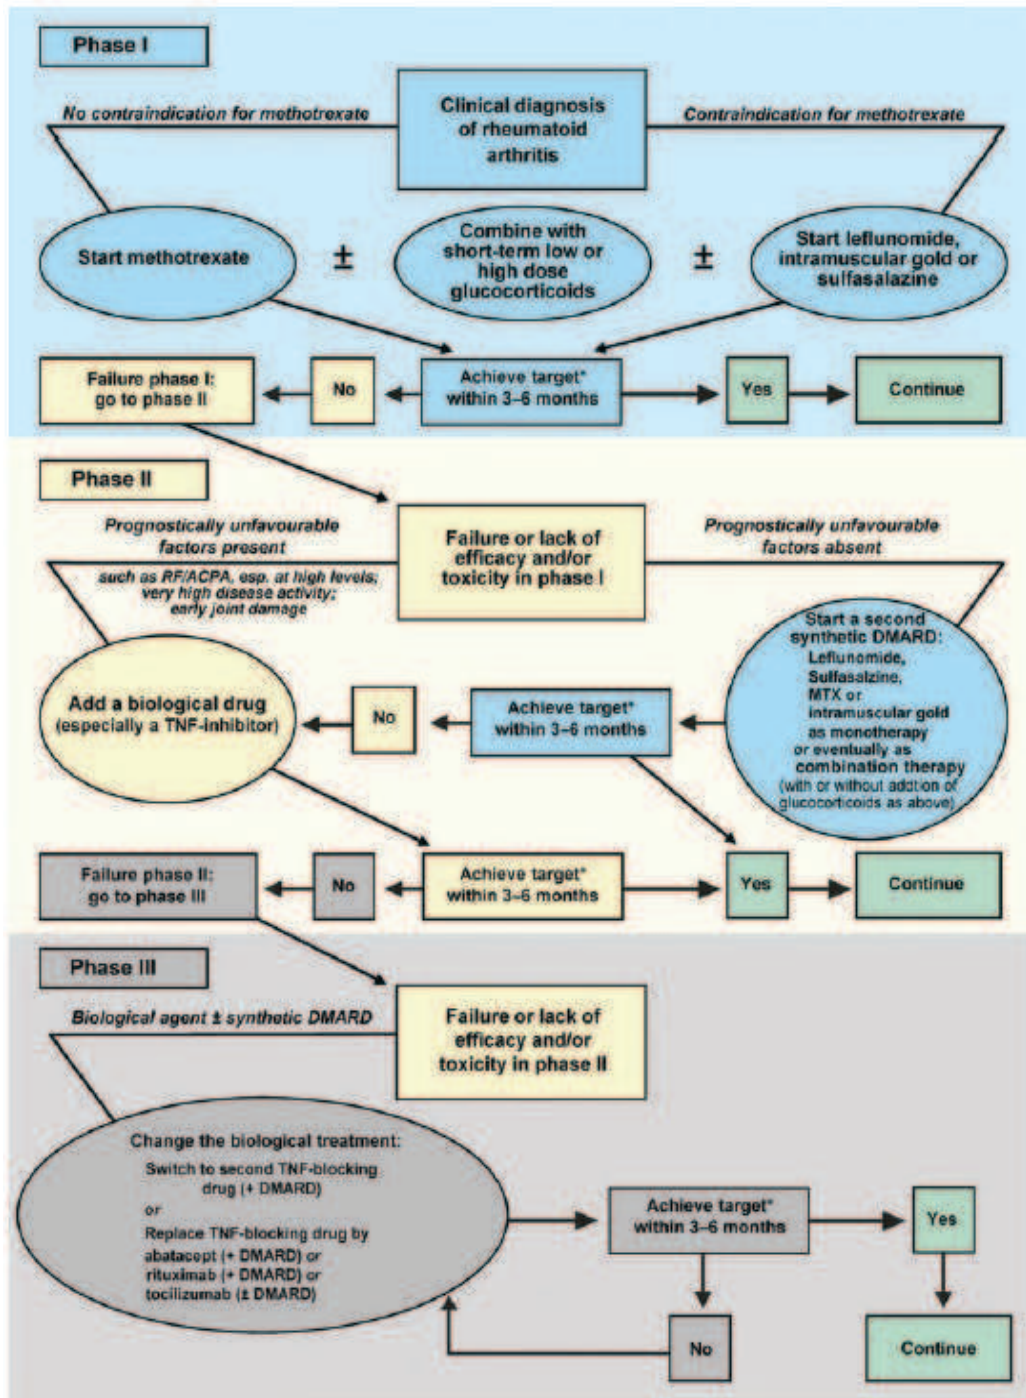 Phase I
No contraindication for methotrexate
Clinical diagnosis
of rheumatoid
arthritis
Contraindication for methotrexate
Start methotrexate
±
Combine with
short-term low or
high dose
glucocorticoids
±
Start leflunomide,
intramuscular gold or
sulfasalazine
Failure phase I:
go to phase II
No
Achieve target*
within 3–6 months
Yes
Continue
Phase II
Prognostically unfavourable
factors present
such as RF/ACPA, esp. at high levels;
very high disease activity;
early joint damage
Failure or lack of
efficacy and/or
toxicity in phase I
Prognostically unfavourable
factors absent
Add a biological drug
(especially a TNF-inhibitor)
No
Achieve target*
within 3–6 months
Start a second
synthetic DMARD:
Leflunomide,
Sulfasalzine,
MTX or
intramuscular gold
as monotherapy
or eventually as
combination therapy
(with or without addtion of
glucocorticoids as above)
Failure phase II:
go to phase III
No
Achieve target*
within 3–6 months
Yes
Continue
Phase III
Biological agent ± synthetic DMARD
Failure or lack of
efficacy and/or
toxicity in phase II
Change the biological treatment:
Switch to second TNF-blocking
drug (+ DMARD)
or
Replace TNF-blocking drug by
abatacept (+ DMARD) or
rituximab (+ DMARD) or
tocilizumab (± DMARD)
Achieve target*
within 3–6 months
Yes
No
Continue